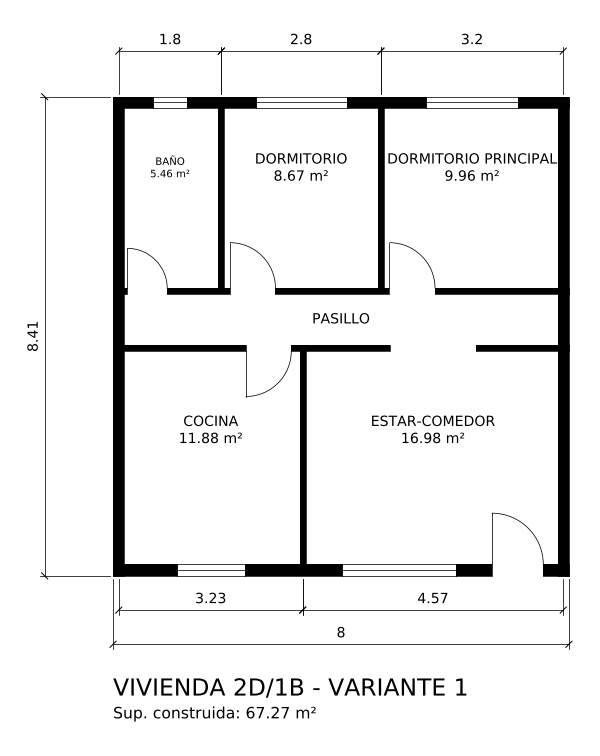 1.8
2.8
3.2
BAÑO
5.46 m²
DORMITORIO
8.67 m²
DORMITORIO PRINCIPAL
9.96 m²
PASILLO
8.41
COCINA
11.88 m²
ESTAR-COMEDOR
16.98 m²
3.23
4.57
8
VIVIENDA 2D/1B - VARIANTE 1
Sup. construida: 67.27 m²